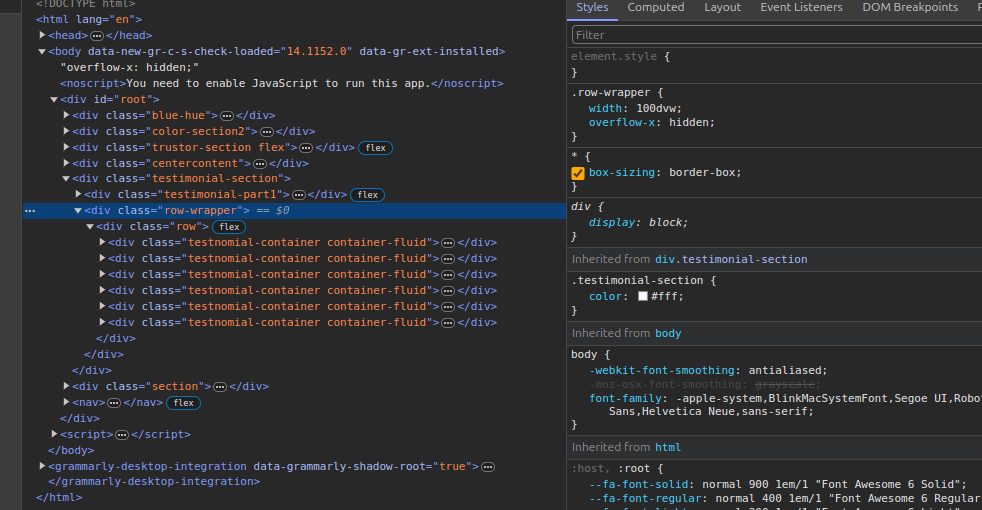 <!DOCTYPE html>
<html lang="en">
<head>…</head>
<body data-new-gr-c-s-check-loaded="14.1152.0" data-gr-ext-installed>
"overflow-x: hidden;"
<noscript>You need to enable JavaScript to run this app.</noscript>
<div id="root">
<div class="blue-hue">…</div>
<div class="color-section2">…</div>
<div class="trustor-section flex">…</div> flex
<div class="centercontent">…</div>
<div class="testimonial-section">
<div class="testimonial-part1">…</div> flex
… <div class="row-wrapper"> == $0
<div class="row"> flex
<div class="testnomial-container container-fluid">…</div>
<div class="testnomial-container container-fluid">…</div>
<div class="testnomial-container container-fluid">…</div>
<div class="testnomial-container container-fluid">…</div>
<div class="testnomial-container container-fluid">…</div>
<div class="testnomial-container container-fluid">…</div>
</div>
</div>
</div>
<div class="section">…</div>
<nav>…</nav> flex
</div>
<script>…</script>
</body>
<grammarly-desktop-integration data-grammarly-shadow-root="true">…
</grammarly-desktop-integration>
</html>
Styles Computed Layout Event Listeners DOM Breakpoints
Filter
element.style {
}
.row-wrapper {
width: 100dvw;
overflow-x: hidden;
}
* {
box-sizing: border-box;
}
div {
display: block;
}
Inherited from div.testimonial-section
.testimonial-section {
color: #fff;
}
Inherited from body
body {
-webkit-font-smoothing: antialiased;
-moz-osx-font-smoothing: grayscale;
font-family: -apple-system,BlinkMacSystemFont,Segoe UI,Robot
Sans,Helvetica Neue,sans-serif;
}
Inherited from html
:host, :root {
--fa-font-solid: normal 900 1em/1 "Font Awesome 6 Solid";
--fa-font-regular: normal 400 1em/1 "Font Awesome 6 Regular
--fa-font-light: normal 300 1em/1 "Font Awesome 6 Light";